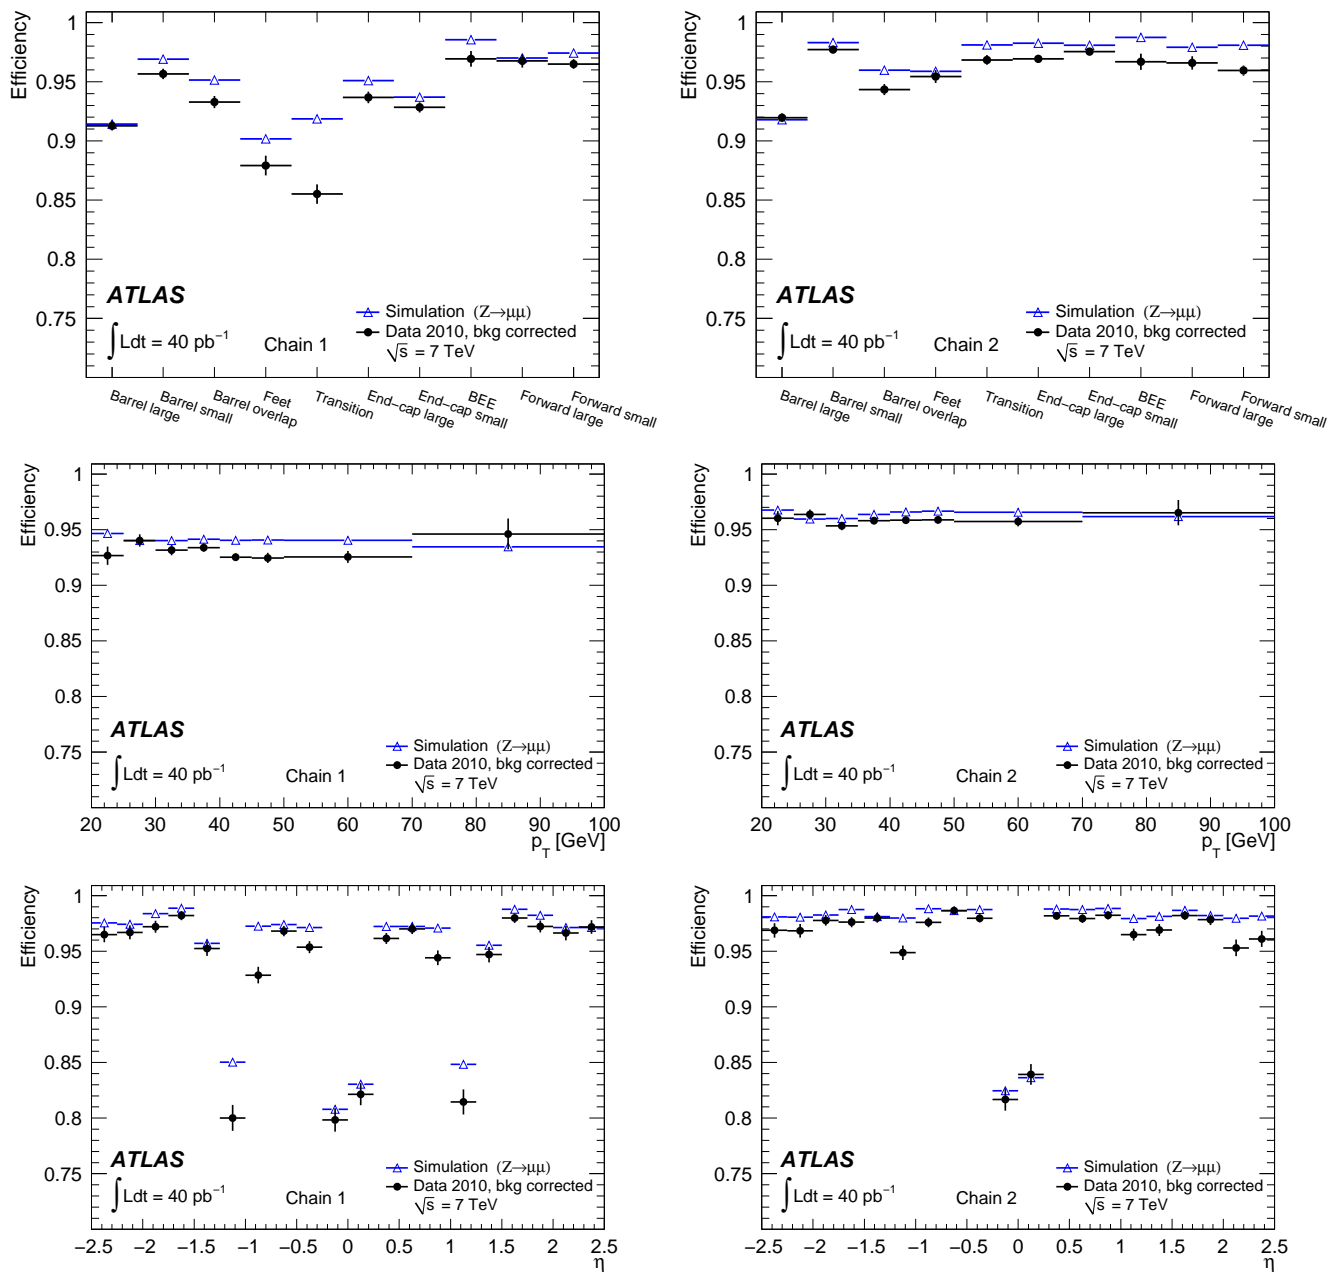 Efficiency
1
0.95
0.9
0.85
0.8
0.75
ATLAS
∫ Ldt = 40 pb⁻¹
Chain 1
Simulation (Z→μμ)
Data 2010, bkg corrected
√s = 7 TeV
Barrel large
Barrel small
Barrel overlap
Feet
Transition
End−cap large
End−cap small
BEE
Forward large
Forward small
Efficiency
1
0.95
0.9
0.85
0.8
0.75
ATLAS
∫ Ldt = 40 pb⁻¹
Chain 2
Simulation (Z→μμ)
Data 2010, bkg corrected
√s = 7 TeV
Barrel large
Barrel small
Barrel overlap
Feet
Transition
End−cap large
End−cap small
BEE
Forward large
Forward small
Efficiency
1
0.95
0.9
0.85
0.8
0.75
ATLAS
∫ Ldt = 40 pb⁻¹
Chain 1
Simulation (Z→μμ)
Data 2010, bkg corrected
√s = 7 TeV
20 30 40 50 60 70 80 90 100
p_T [GeV]
Efficiency
1
0.95
0.9
0.85
0.8
0.75
ATLAS
∫ Ldt = 40 pb⁻¹
Chain 2
Simulation (Z→μμ)
Data 2010, bkg corrected
√s = 7 TeV
20 30 40 50 60 70 80 90 100
p_T [GeV]
Efficiency
1
0.95
0.9
0.85
0.8
0.75
ATLAS
∫ Ldt = 40 pb⁻¹
Chain 1
Simulation (Z→μμ)
Data 2010, bkg corrected
√s = 7 TeV
−2.5 −2 −1.5 −1 −0.5 0 0.5 1 1.5 2 2.5
η
Efficiency
1
0.95
0.9
0.85
0.8
0.75
ATLAS
∫ Ldt = 40 pb⁻¹
Chain 2
Simulation (Z→μμ)
Data 2010, bkg corrected
√s = 7 TeV
−2.5 −2 −1.5 −1 −0.5 0 0.5 1 1.5 2 2.5
η